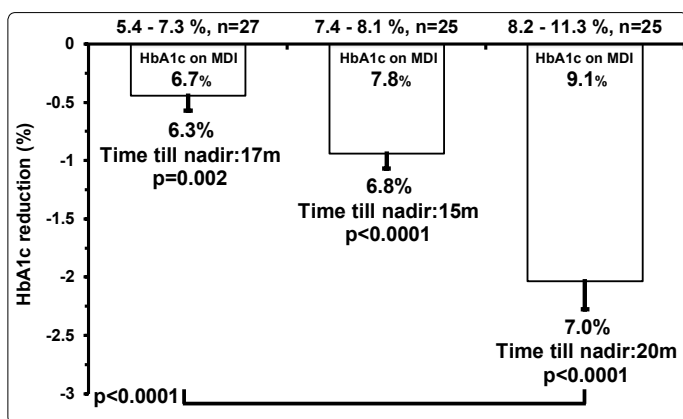 5.4 - 7.3 %, n=27 7.4 - 8.1 %, n=25 8.2 - 11.3 %, n=25
0
HbA1c on MDI HbA1c on MDI HbA1c on MDI
6.7% 7.8% 9.1%
-0.5
6.3%
Time till nadir:17m
p=0.002
-1
6.8%
Time till nadir:15m
p<0.0001
-1.5
-2
7.0%
Time till nadir:20m
p<0.0001
-2.5
-3
p<0.0001
HbA1c reduction (%)